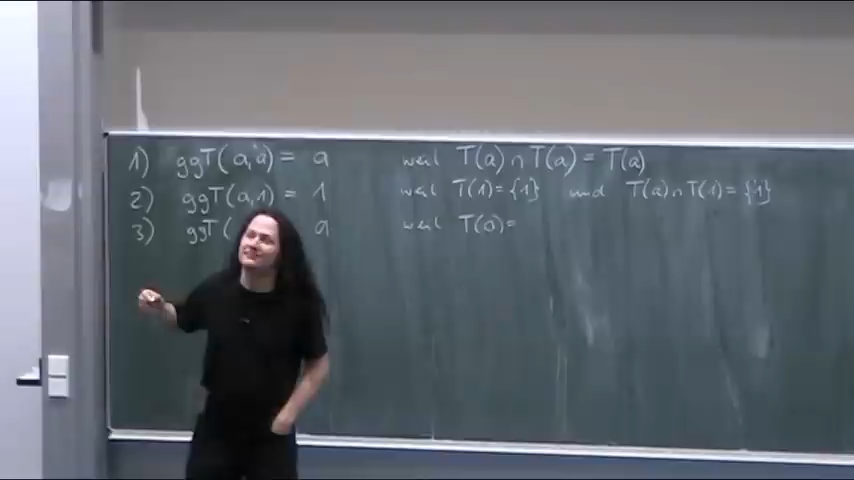 1) ggT(a,a) = a weil T(a)∩T(a) = T(a)
2) ggT(a,1) = 1 weil T(1)={1} und T(a)∩T(1)={1}
3) ggT( a weil T(0)=